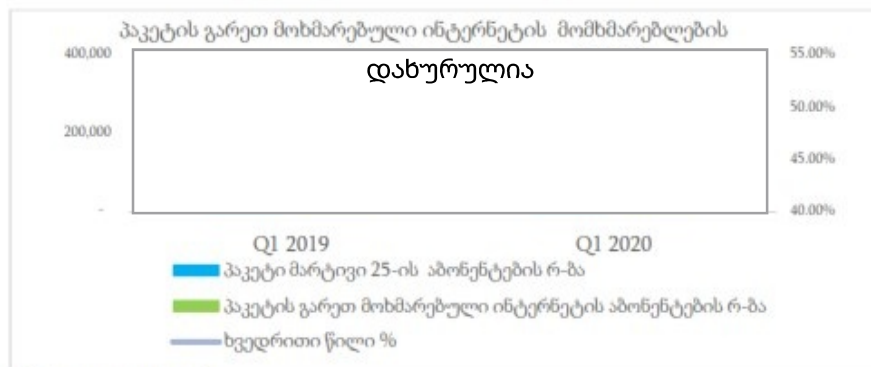 პაკეტის გარეთ მოხმარებული ინტერნეტის მომხმარებლების
400,000
55.00%
დახურულია
50.00%
200,000
45.00%
-
40.00%
Q1 2019
Q1 2020
პაკეტი მარტივი 25-ის აბონენტების რ-ბა
პაკეტის გარეთ მოხმარებული ინტერნეტის აბონენტების რ-ბა
ხვედრითი წილი %